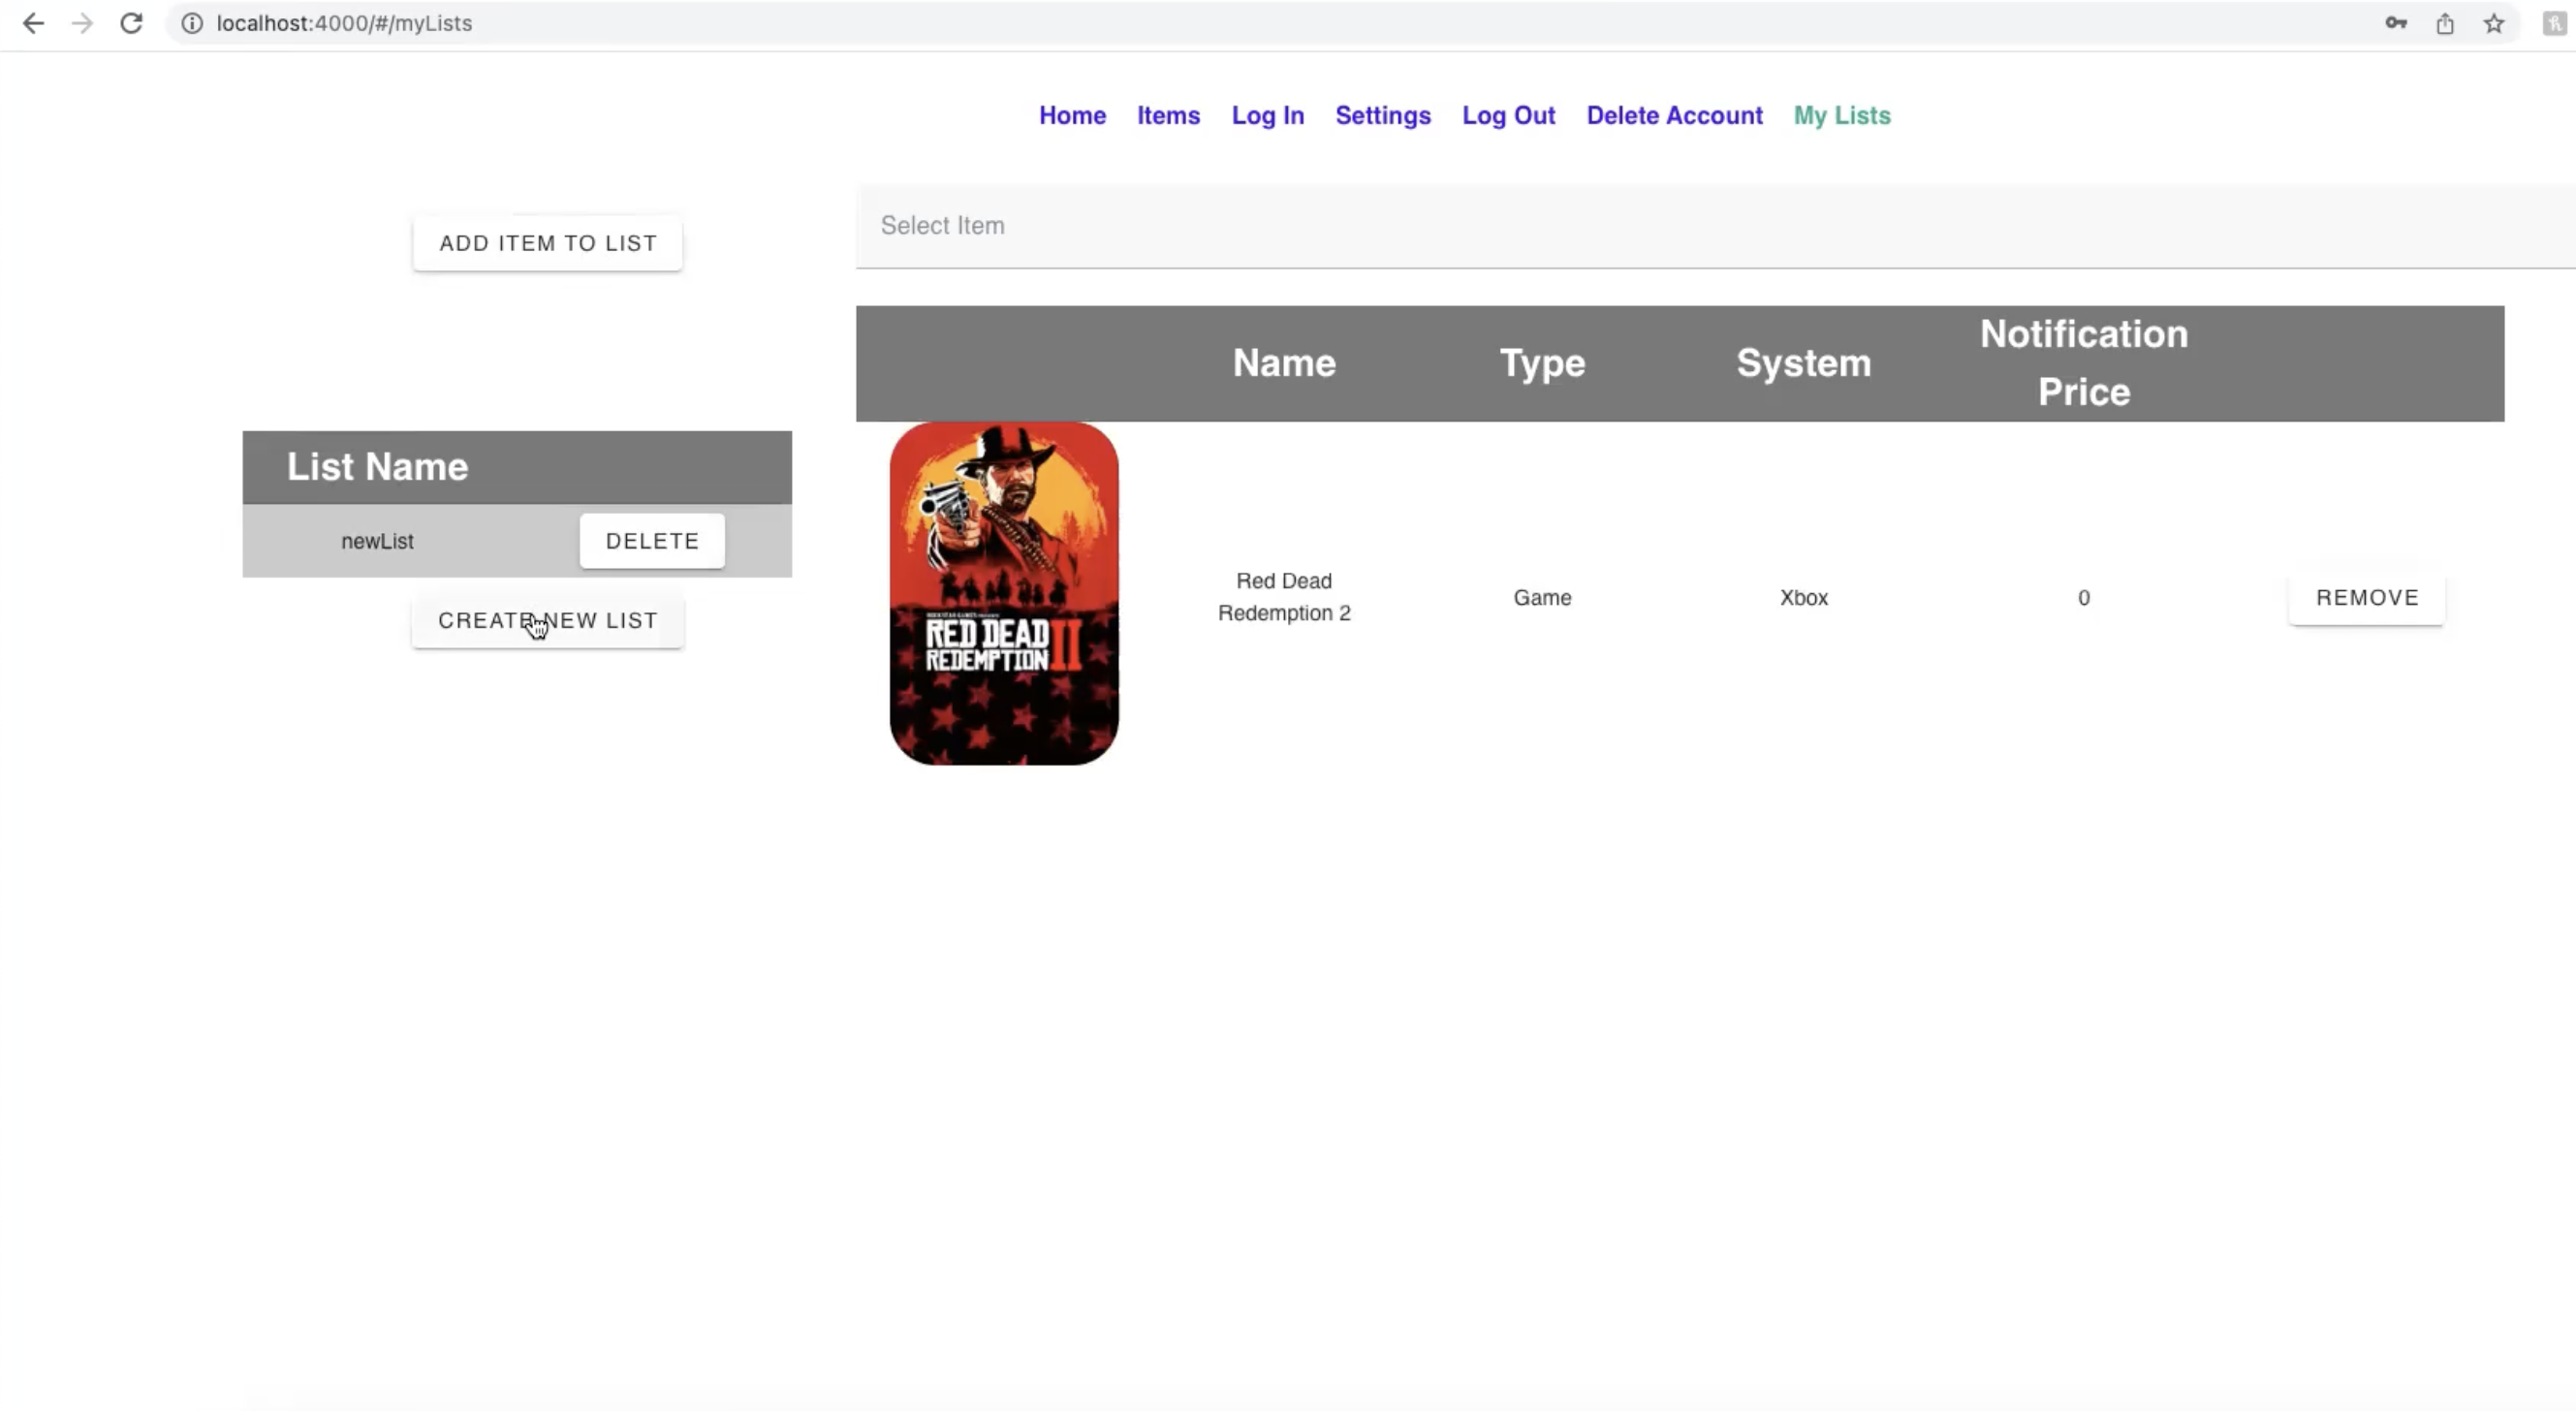 localhost:4000/#/myLists
Home Items Log In Settings Log Out Delete Account My Lists
ADD ITEM TO LIST
Select Item
Name Type System Notification
Price
List Name
newList DELETE
CREATE NEW LIST
Red Dead
Redemption 2
Game Xbox 0 REMOVE
RED DEAD
REDEMPTION II